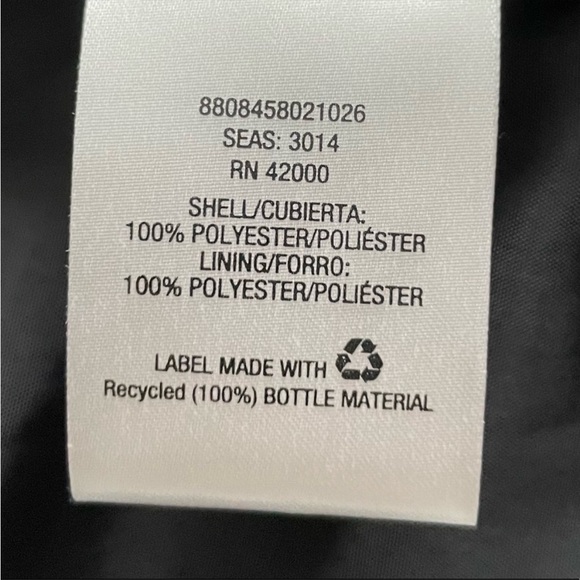 8808458021026
SEAS: 3014
RN 42000
SHELL/CUBIERTA:
100% POLYESTER/POLIÉSTER
LINING/FORRO:
100% POLYESTER/POLIÉSTER
LABEL MADE WITH
Recycled (100%) BOTTLE MATERIAL